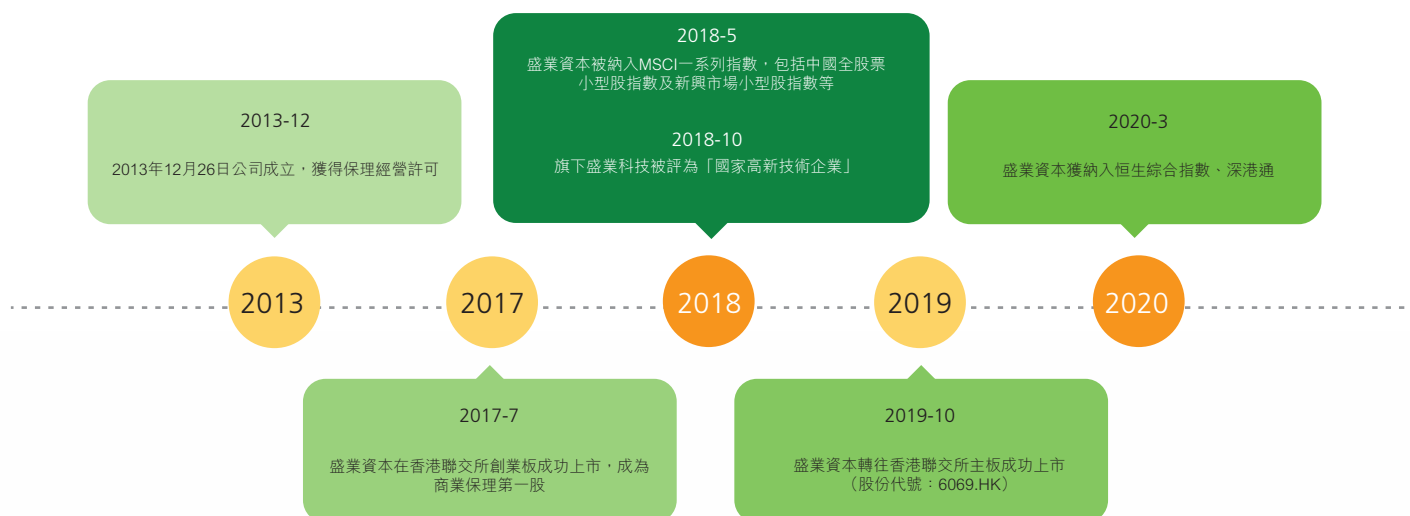 2018-5
盛業資本被納入MSCI一系列指數，包括中國全股票
小型股指數及新興市場小型股指數等
2018-10
旗下盛業科技被評為「國家高新技術企業」
2013-12
2013年12月26日公司成立，獲得保理經營許可
2020-3
盛業資本獲納入恒生綜合指數、深港通
2013
2017
2018
2019
2020
2017-7
盛業資本在香港聯交所創業板成功上市，成為
商業保理第一股
2019-10
盛業資本轉往香港聯交所主板成功上市
（股份代號：6069.HK）